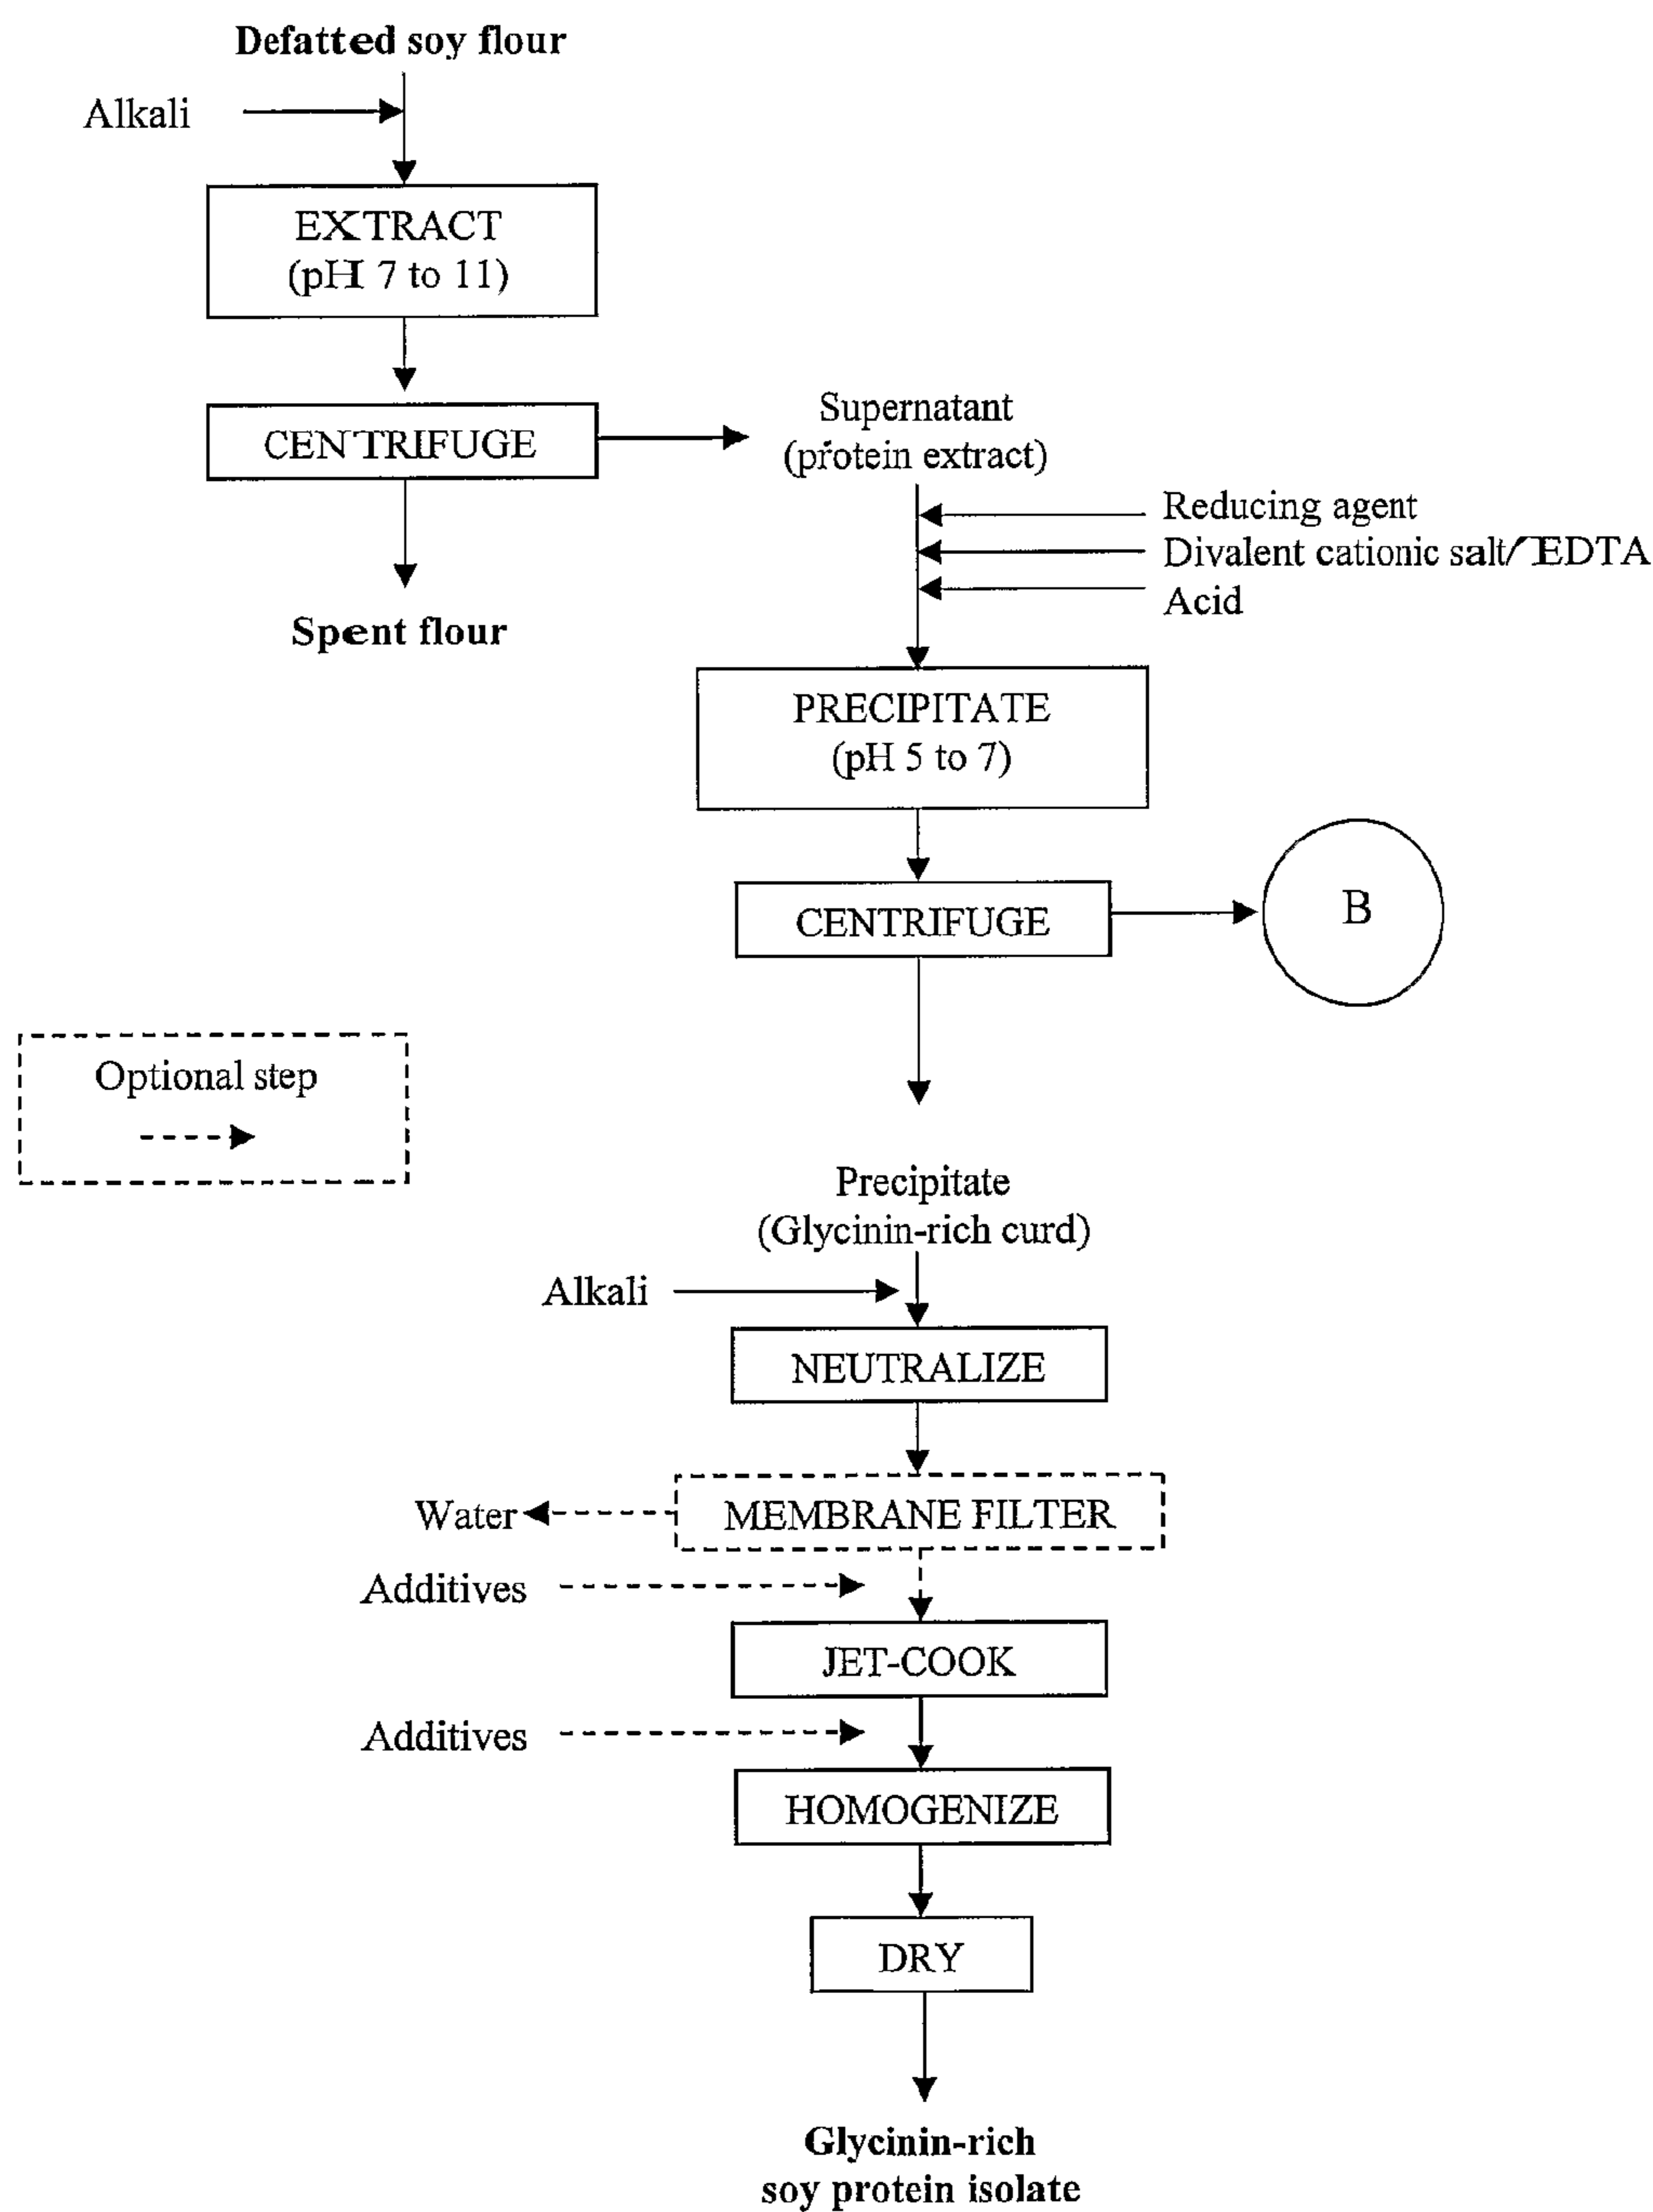 Defatted soy flour
Alkali
EXTRACT
(pH 7 to 11)
CENTRIFUGE
Spent flour
Supernatant
(protein extract)
Reducing agent
Divalent cationic salt/EDTA
Acid
PRECIPITATE
(pH 5 to 7)
CENTRIFUGE
B
Optional step
Precipitate
(Glycinin-rich curd)
Alkali
NEUTRALIZE
MEMBRANE FILTER
Water
Additives
JET-COOK
Additives
HOMOGENIZE
DRY
Glycinin-rich
soy protein isolate